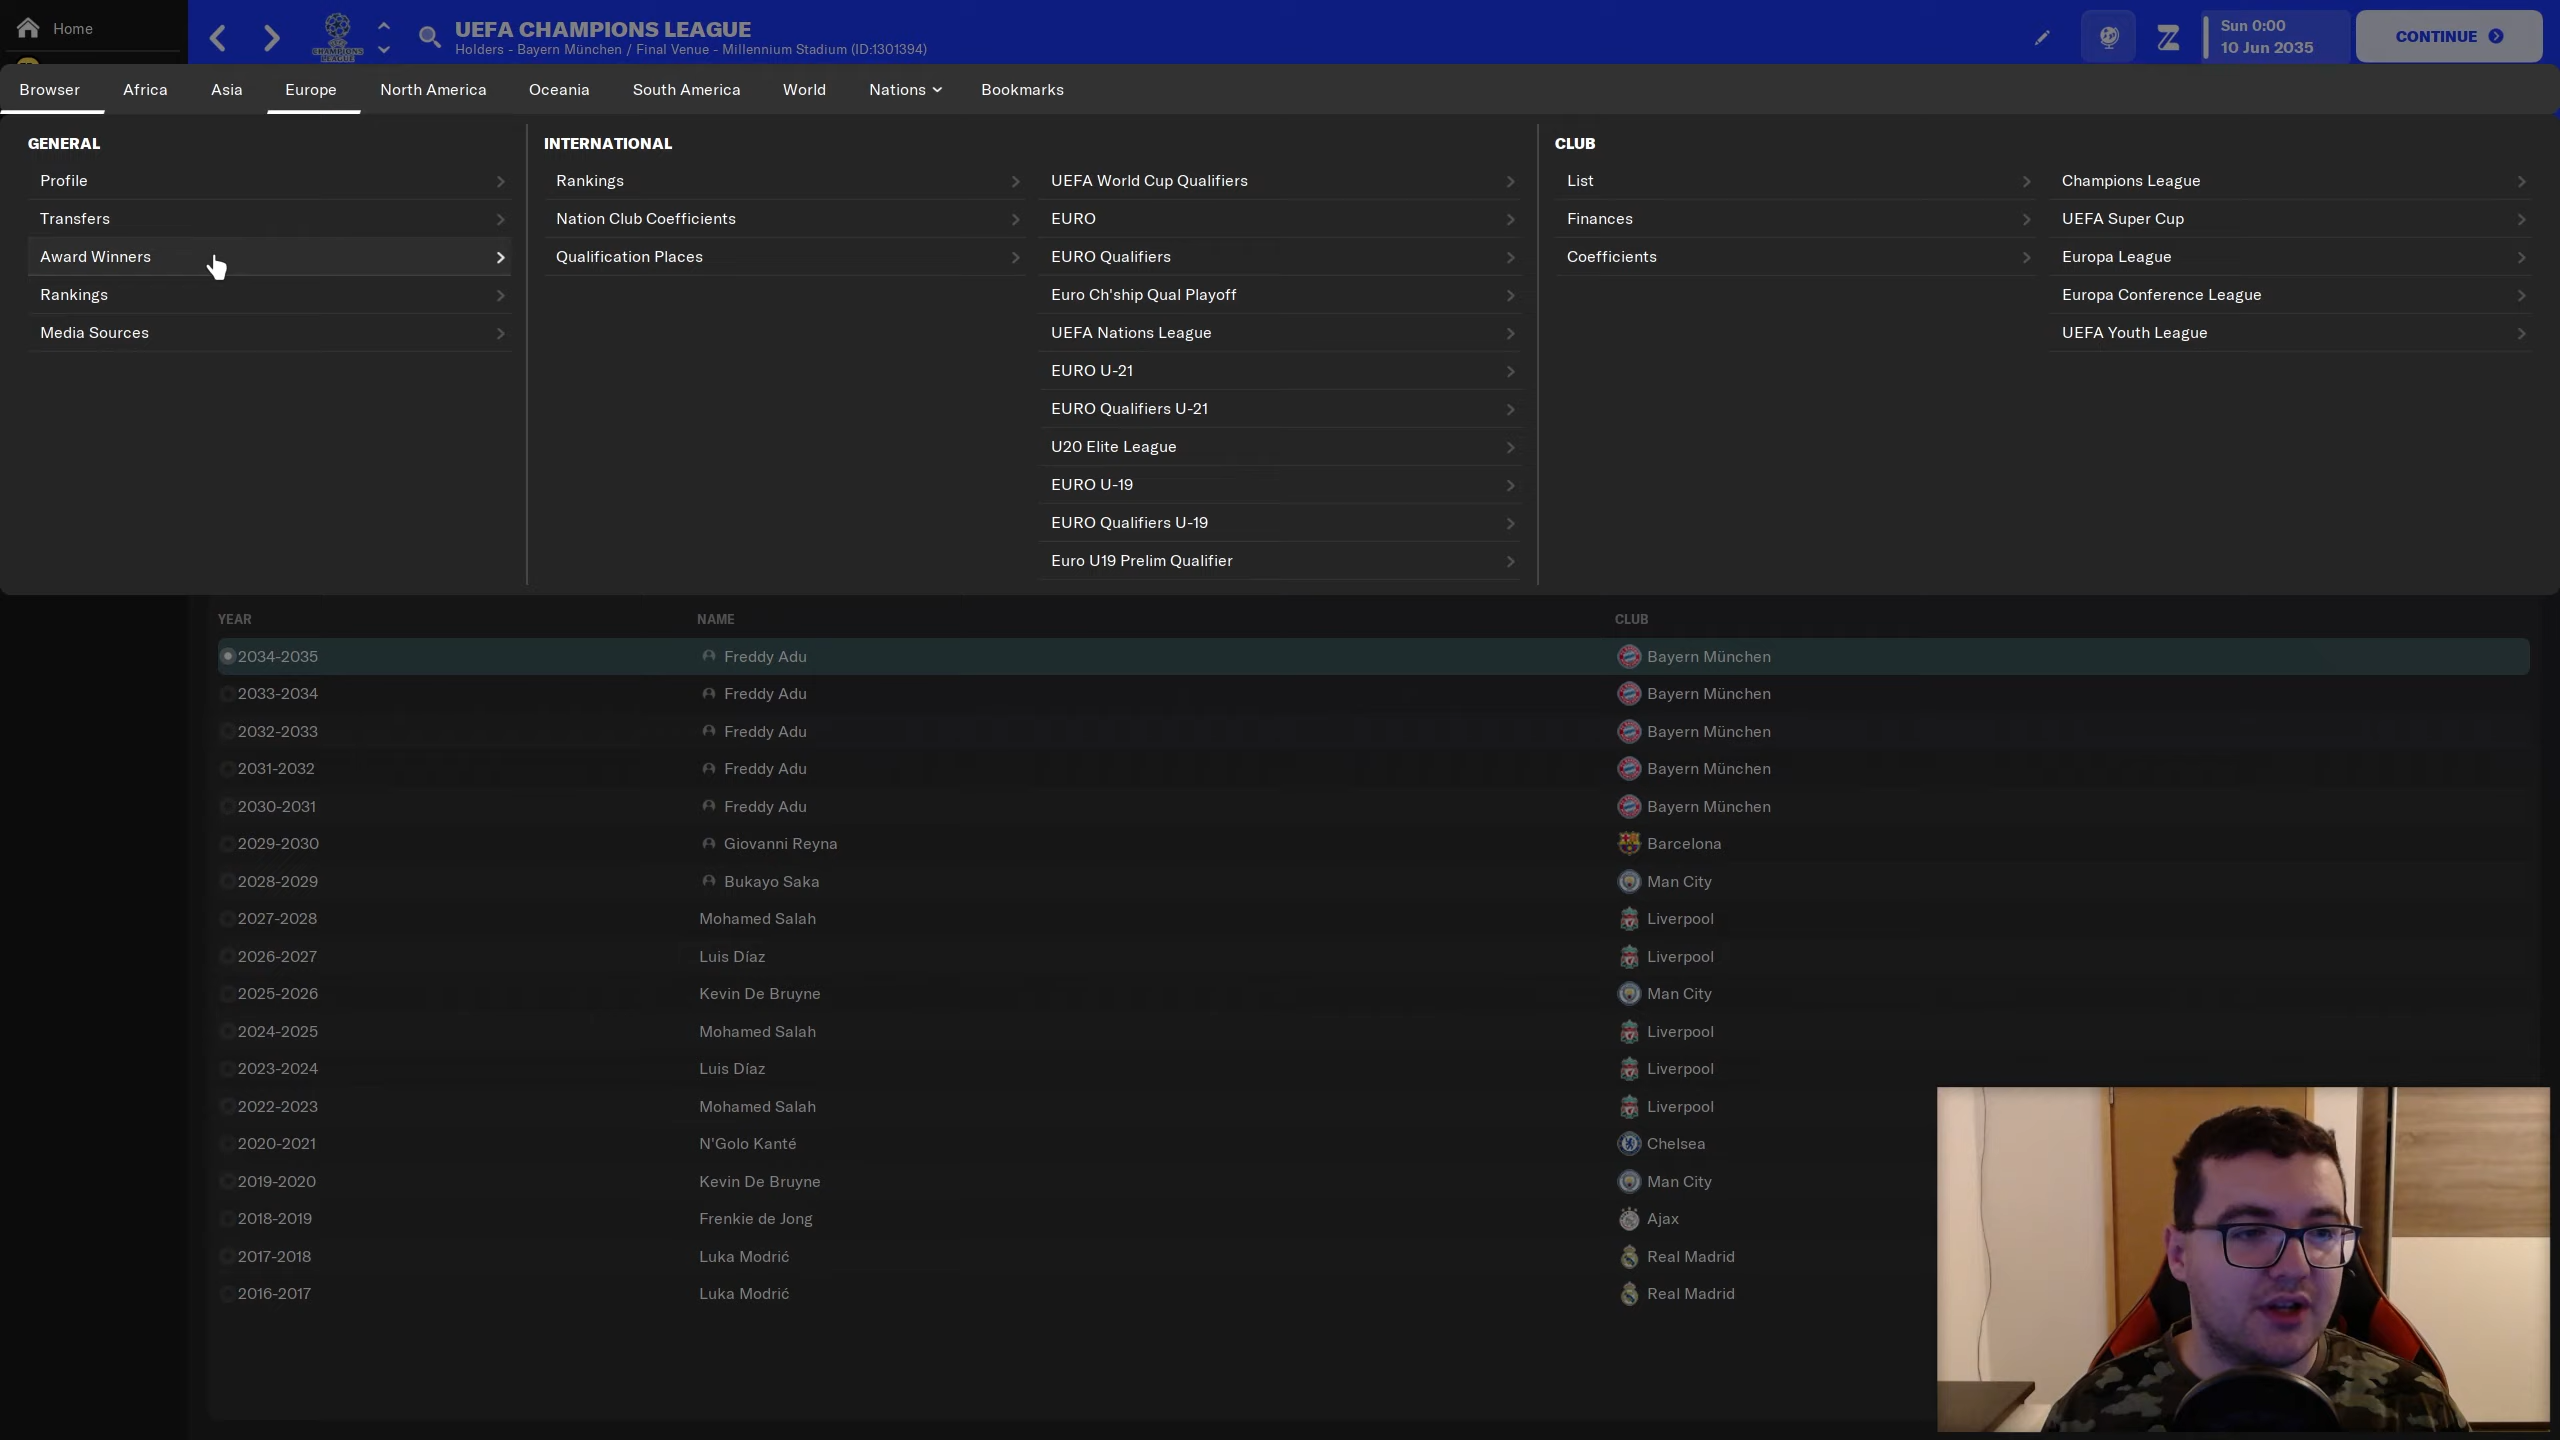 Home
UEFA CHAMPIONS LEAGUE
Holders - Bayern München / Final Venue - Millennium Stadium (ID:1301394)
CHAMPIONS LEAGUE
Sun 0:00
10 Jun 2035
CONTINUE
Browser Africa Asia Europe North America Oceania South America World Nations Bookmarks
GENERAL
Profile
Transfers
Award Winners
Rankings
Media Sources
INTERNATIONAL
Rankings
Nation Club Coefficients
Qualification Places
UEFA World Cup Qualifiers
EURO
EURO Qualifiers
Euro Ch'ship Qual Playoff
UEFA Nations League
EURO U-21
EURO Qualifiers U-21
U20 Elite League
EURO U-19
EURO Qualifiers U-19
Euro U19 Prelim Qualifier
CLUB
List
Finances
Coefficients
Champions League
UEFA Super Cup
Europa League
Europa Conference League
UEFA Youth League
YEAR NAME CLUB
2034-2035 Freddy Adu Bayern München
2033-2034 Freddy Adu Bayern München
2032-2033 Freddy Adu Bayern München
2031-2032 Freddy Adu Bayern München
2030-2031 Freddy Adu Bayern München
2029-2030 Giovanni Reyna Barcelona
2028-2029 Bukayo Saka Man City
2027-2028 Mohamed Salah Liverpool
2026-2027 Luis Díaz Liverpool
2025-2026 Kevin De Bruyne Man City
2024-2025 Mohamed Salah Liverpool
2023-2024 Luis Díaz Liverpool
2022-2023 Mohamed Salah Liverpool
2020-2021 N'Golo Kanté Chelsea
2019-2020 Kevin De Bruyne Man City
2018-2019 Frenkie de Jong Ajax
2017-2018 Luka Modrić Real Madrid
2016-2017 Luka Modrić Real Madrid